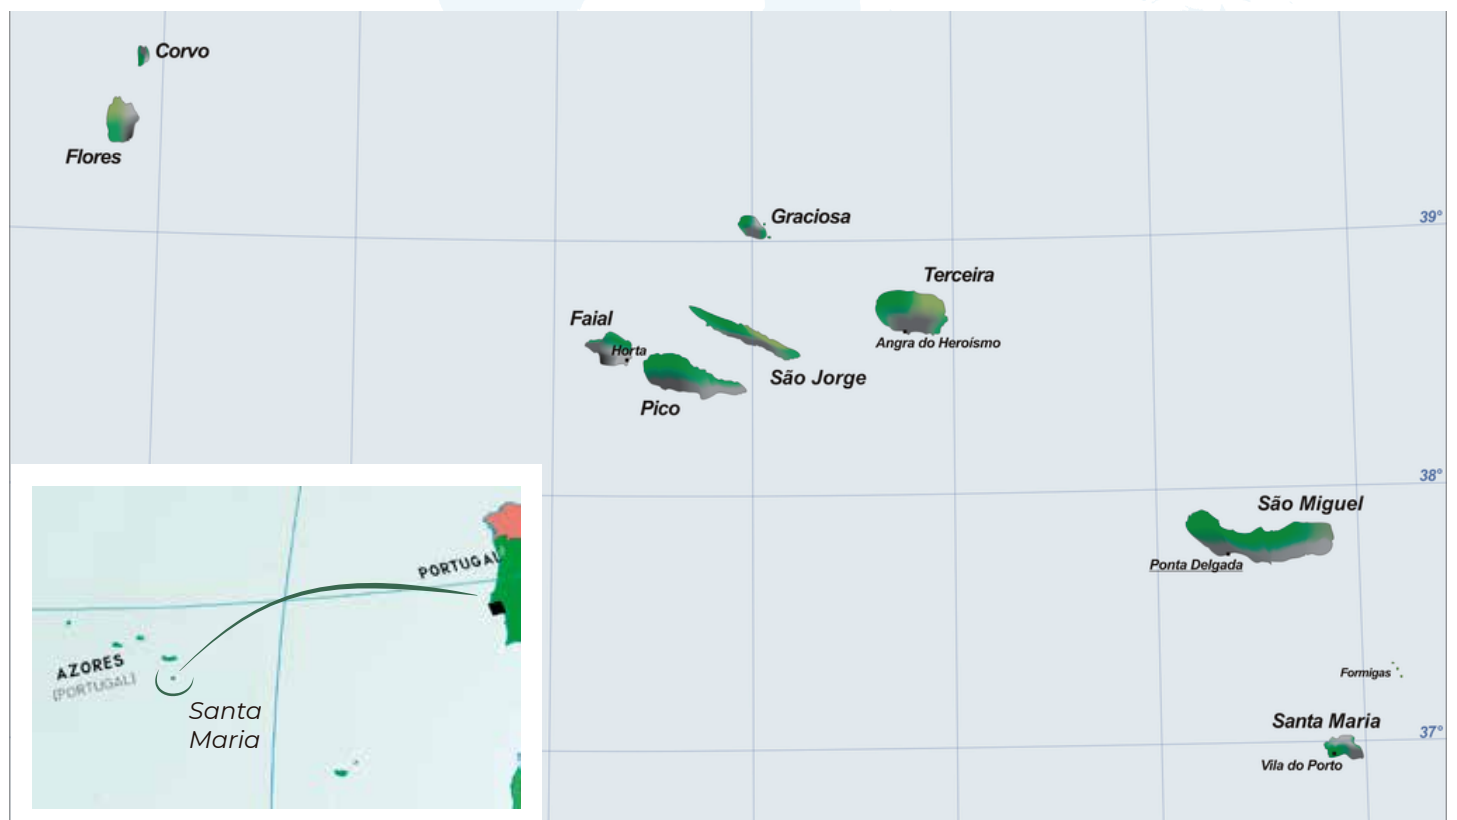 Corvo
Flores
Graciosa
39°
Terceira
Angra do Heroísmo
Faial
Horta
São Jorge
Pico
38°
São Miguel
Ponta Delgada
Formigas
Santa Maria
37°
Vila do Porto
PORTUGAL
AZORES
(PORTUGAL)
Santa
Maria